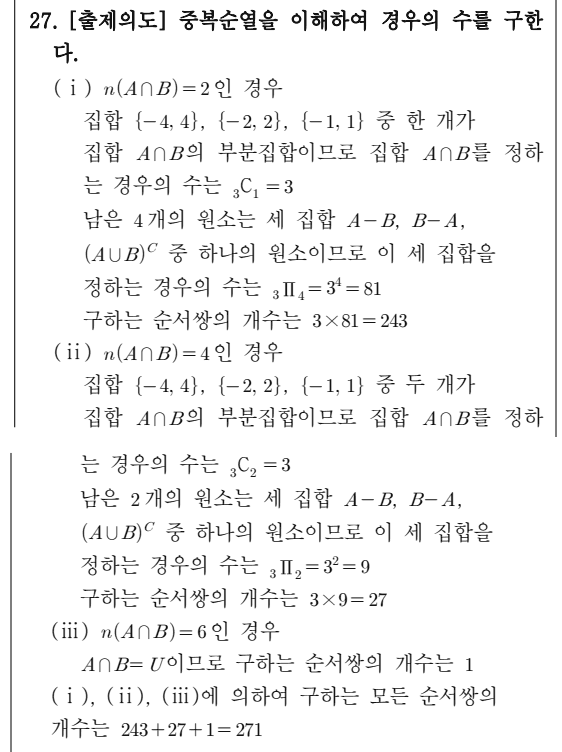 27. [출제의도] 중복순열을 이해하여 경우의 수를 구한
다.
(ⅰ) n(A∩B)=2인 경우
집합 {-4, 4}, {-2, 2}, {-1, 1} 중 한 개가
집합 A∩B의 부분집합이므로 집합 A∩B를 정하
는 경우의 수는 ₃C₁=3
남은 4개의 원소는 세 집합 A-B, B-A,
(A∪B)ᶜ 중 하나의 원소이므로 이 세 집합을
정하는 경우의 수는 ₃Π₄=3⁴=81
구하는 순서쌍의 개수는 3×81=243
(ⅱ) n(A∩B)=4인 경우
집합 {-4, 4}, {-2, 2}, {-1, 1} 중 두 개가
집합 A∩B의 부분집합이므로 집합 A∩B를 정하
는 경우의 수는 ₃C₂=3
남은 2개의 원소는 세 집합 A-B, B-A,
(A∪B)ᶜ 중 하나의 원소이므로 이 세 집합을
정하는 경우의 수는 ₃Π₂=3²=9
구하는 순서쌍의 개수는 3×9=27
(ⅲ) n(A∩B)=6인 경우
A∩B=U이므로 구하는 순서쌍의 개수는 1
(ⅰ), (ⅱ), (ⅲ)에 의하여 구하는 모든 순서쌍의
개수는 243+27+1=271